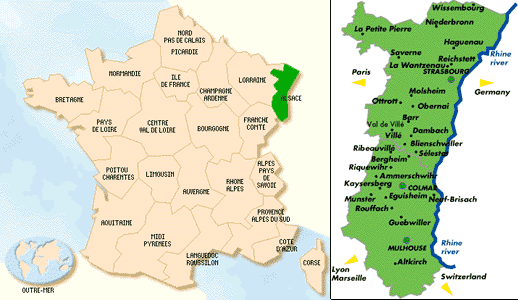 NORD
PAS DE CALAIS
PICARDIE
NORMANDIE
ILE
DE FRANCE
LORRAINE
CHAMPAGNE
ARDENNE
ALSACE
BRETAGNE
PAYS
DE LOIRE
CENTRE
VAL DE LOIRE
BOURGOGNE
FRANCHE
COMTE
POITOU
CHARENTES
LIMOUSIN
AUVERGNE
RHONE
ALPES
ALPES
PAYS
DE SAVOIE
AQUITAINE
MIDI
PYRENEES
LANGUEDOC
ROUSSILON
PROVENCE
ALPES DU SUD
COTE
D'AZUR
CORSE
OUTRE-MER
Wissembourg
Niederbronn
La Petite Pierre
Haguenau
Rhine
river
Saverne
Reichstett
La Wantzenau
STRASBOURG
Paris
Germany
Molsheim
Ottrott
Obernai
Barr
Val de Villé
Dambach
Villé
Blienschweller
Ribeauvillé
Sélestat
Bergheim
Riquewihr
Ammerschwihr
Kaysersberg
COLMAR
Munster
Eguisheim
Neuf-Brisach
Rouffach
Guebwiller
MULHOUSE
Rhine
river
Altkirch
Lyon
Marseille
Switzerland